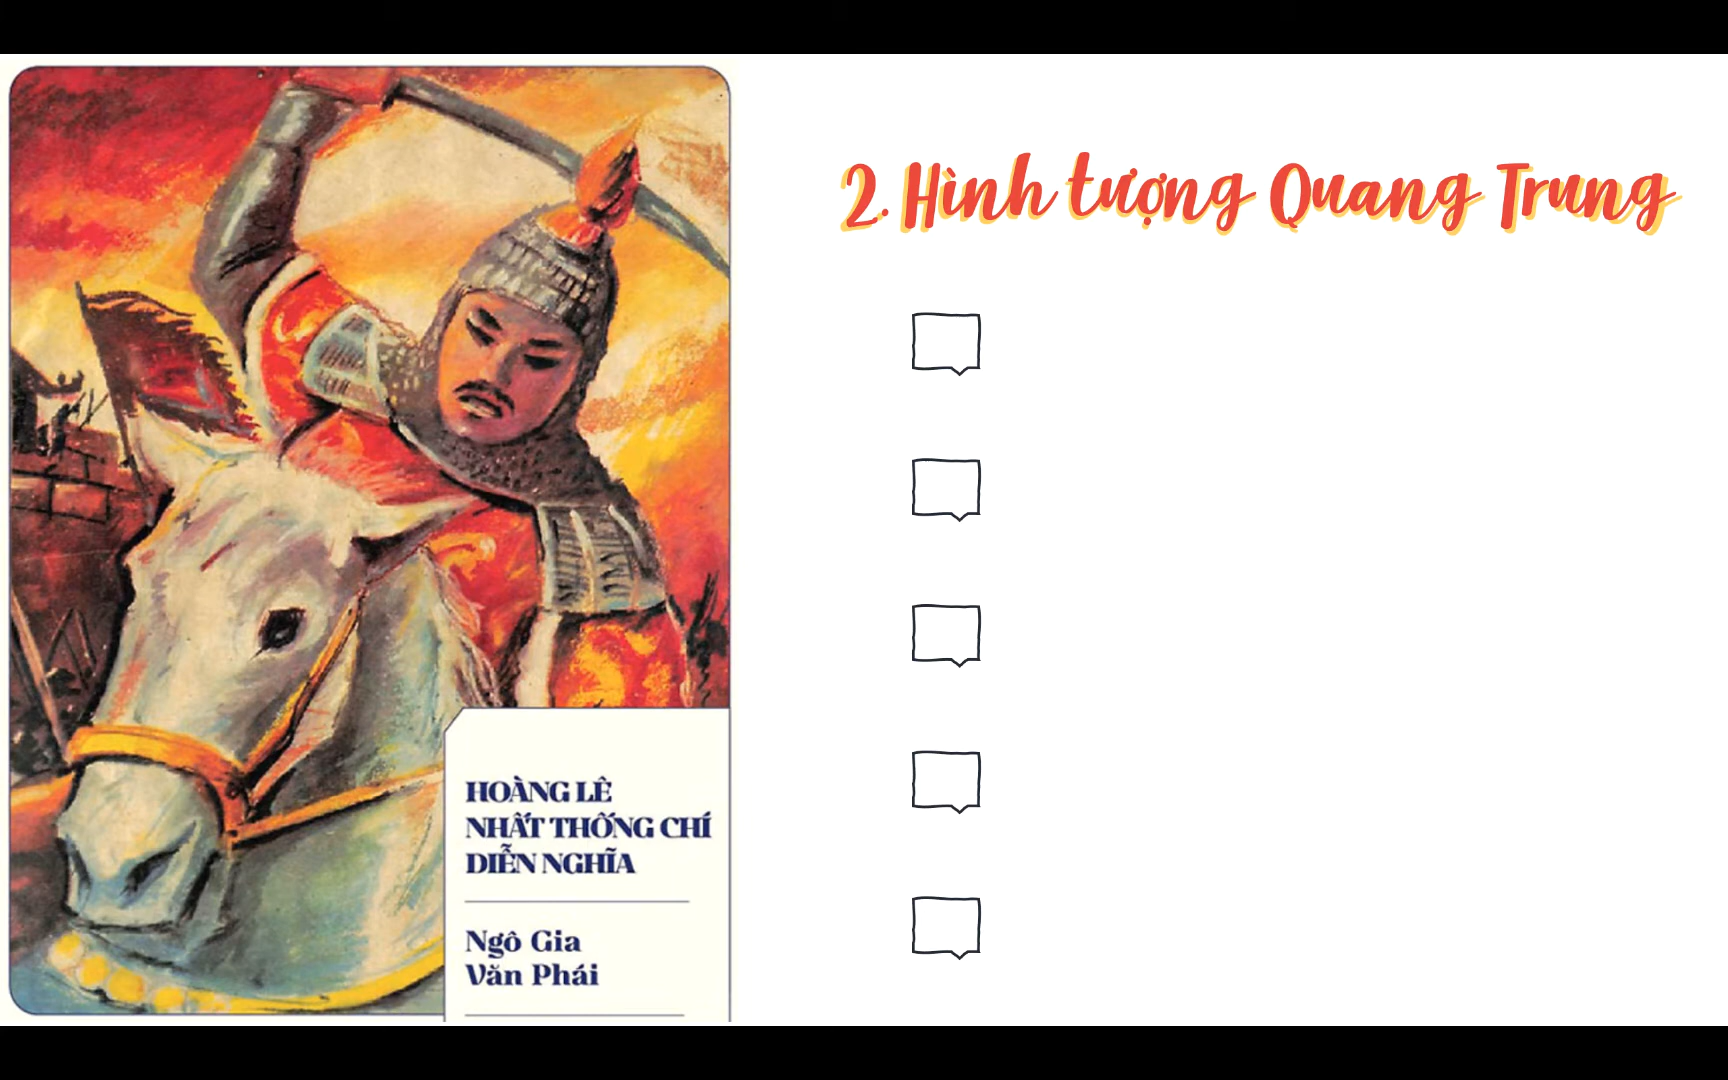 2. Hình tượng Quang Trung
HOÀNG LÊ
NHẤT THỐNG CHÍ
DIỄN NGHĨA
Ngô Gia
Văn Phái